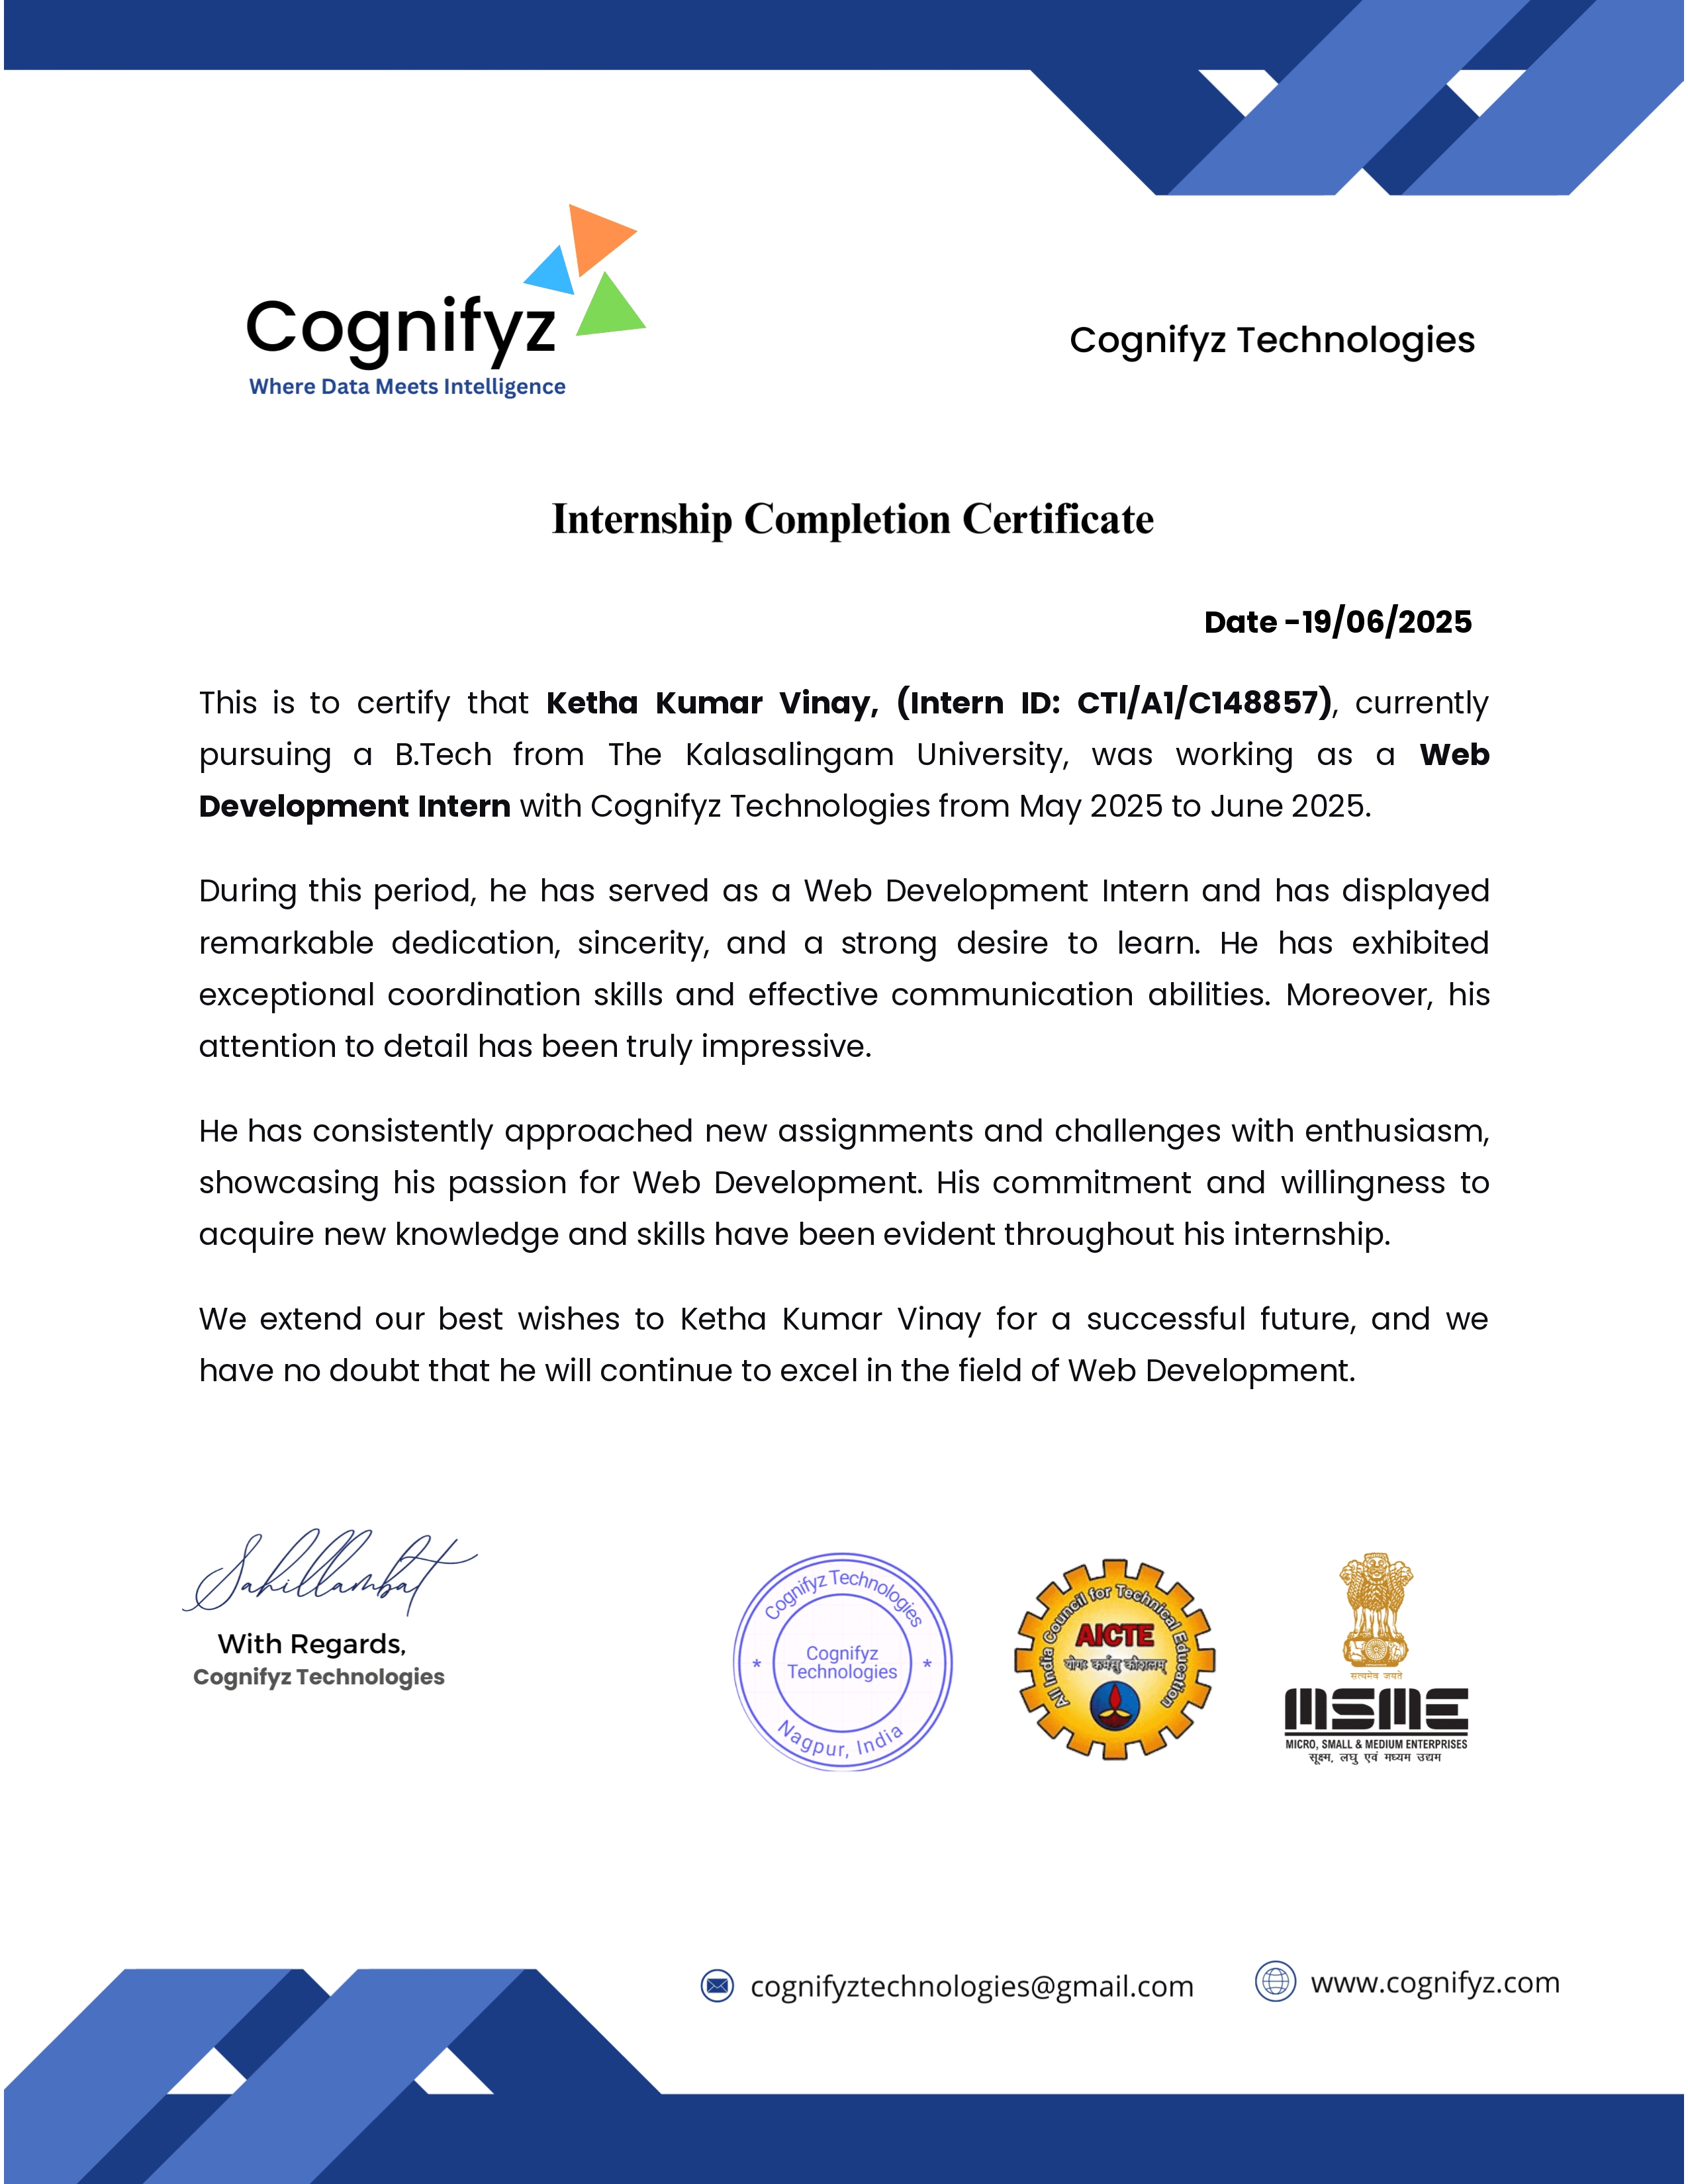 Cognifyz
Where Data Meets Intelligence
Cognifyz Technologies
Internship Completion Certificate
Date -19/06/2025
This is to certify that Ketha Kumar Vinay, (Intern ID: CTI/A1/C148857), currently
pursuing a B.Tech from The Kalasalingam University, was working as a Web
Development Intern with Cognifyz Technologies from May 2025 to June 2025.
During this period, he has served as a Web Development Intern and has displayed
remarkable dedication, sincerity, and a strong desire to learn. He has exhibited
exceptional coordination skills and effective communication abilities. Moreover, his
attention to detail has been truly impressive.
He has consistently approached new assignments and challenges with enthusiasm,
showcasing his passion for Web Development. His commitment and willingness to
acquire new knowledge and skills have been evident throughout his internship.
We extend our best wishes to Ketha Kumar Vinay for a successful future, and we
have no doubt that he will continue to excel in the field of Web Development.
Sahillambat
With Regards,
Cognifyz Technologies
Cognifyz Technologies
* Cognifyz *
Technologies
Nagpur, India
All India Council for Technical Education
AICTE
योगः कर्मसु कौशलम्
सत्यमेव जयते
MSME
MICRO, SMALL & MEDIUM ENTERPRISES
सूक्ष्म, लघु एवं मध्यम उद्यम
cognifyztechnologies@gmail.com
www.cognifyz.com